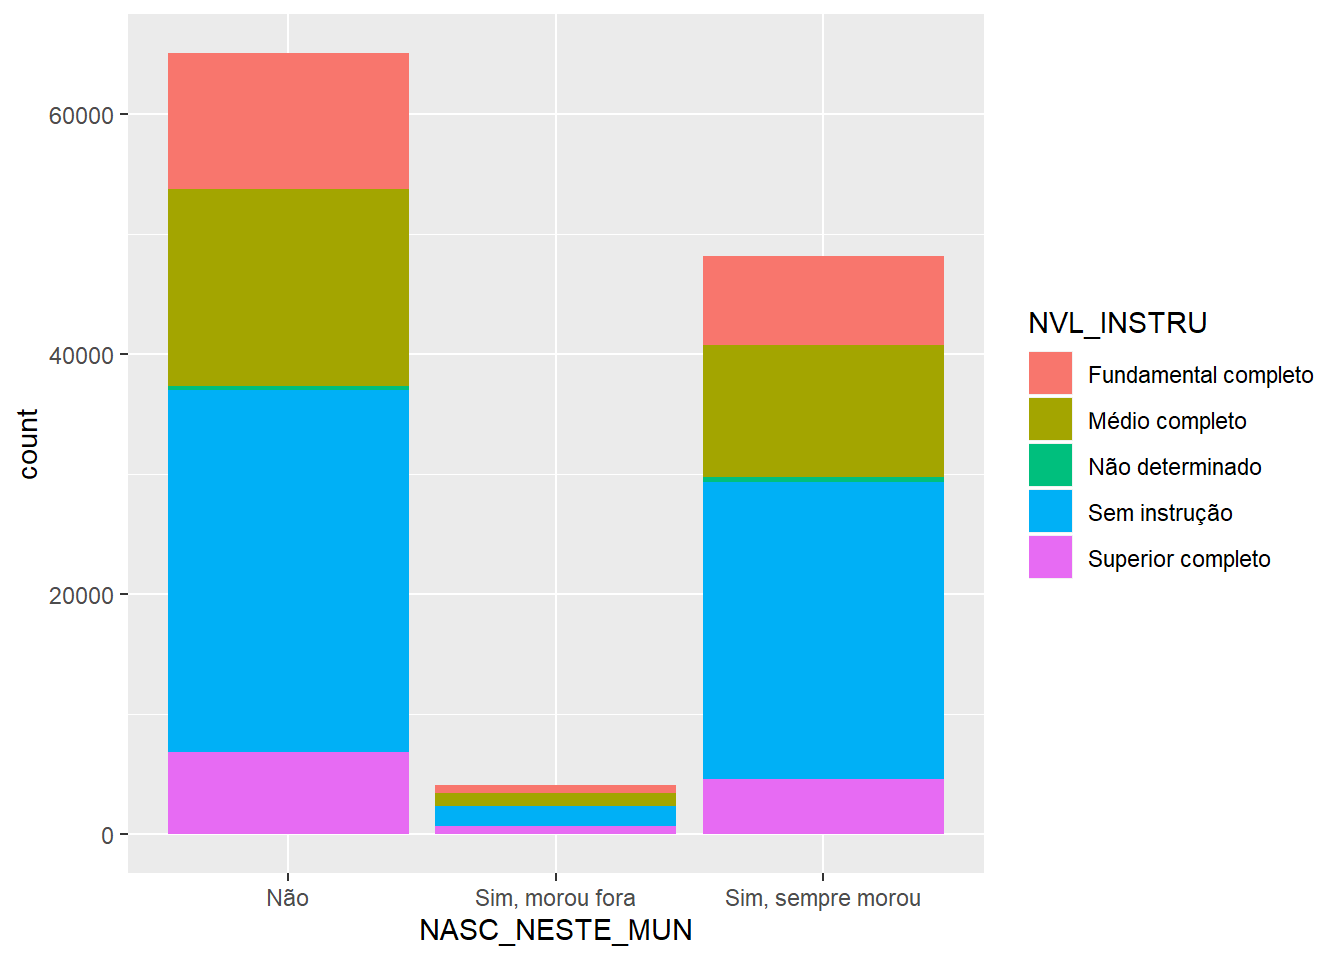 60000
40000
20000
0
count
Não
Sim, morou fora
Sim, sempre morou
NASC_NESTE_MUN
NVL_INSTRU
Fundamental completo
Médio completo
Não determinado
Sem instrução
Superior completo